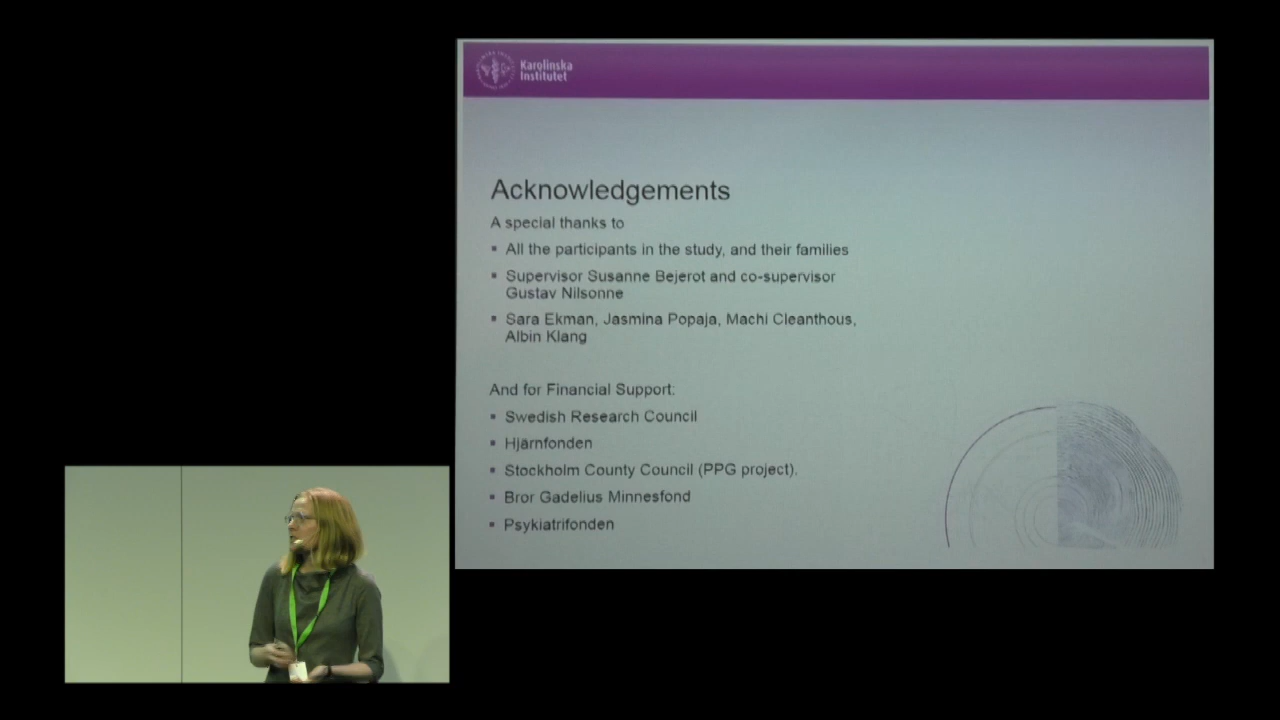 Karolinska
Institutet
Acknowledgements
A special thanks to
▪ All the participants in the study, and their families
▪ Supervisor Susanne Bejerot and co-supervisor
Gustav Nilsonne
▪ Sara Ekman, Jasmina Popaja, Machi Cleanthous,
Albin Klang
And for Financial Support:
▪ Swedish Research Council
▪ Hjärnfonden
▪ Stockholm County Council (PPG project).
▪ Bror Gadelius Minnesfond
▪ Psykiatrifonden